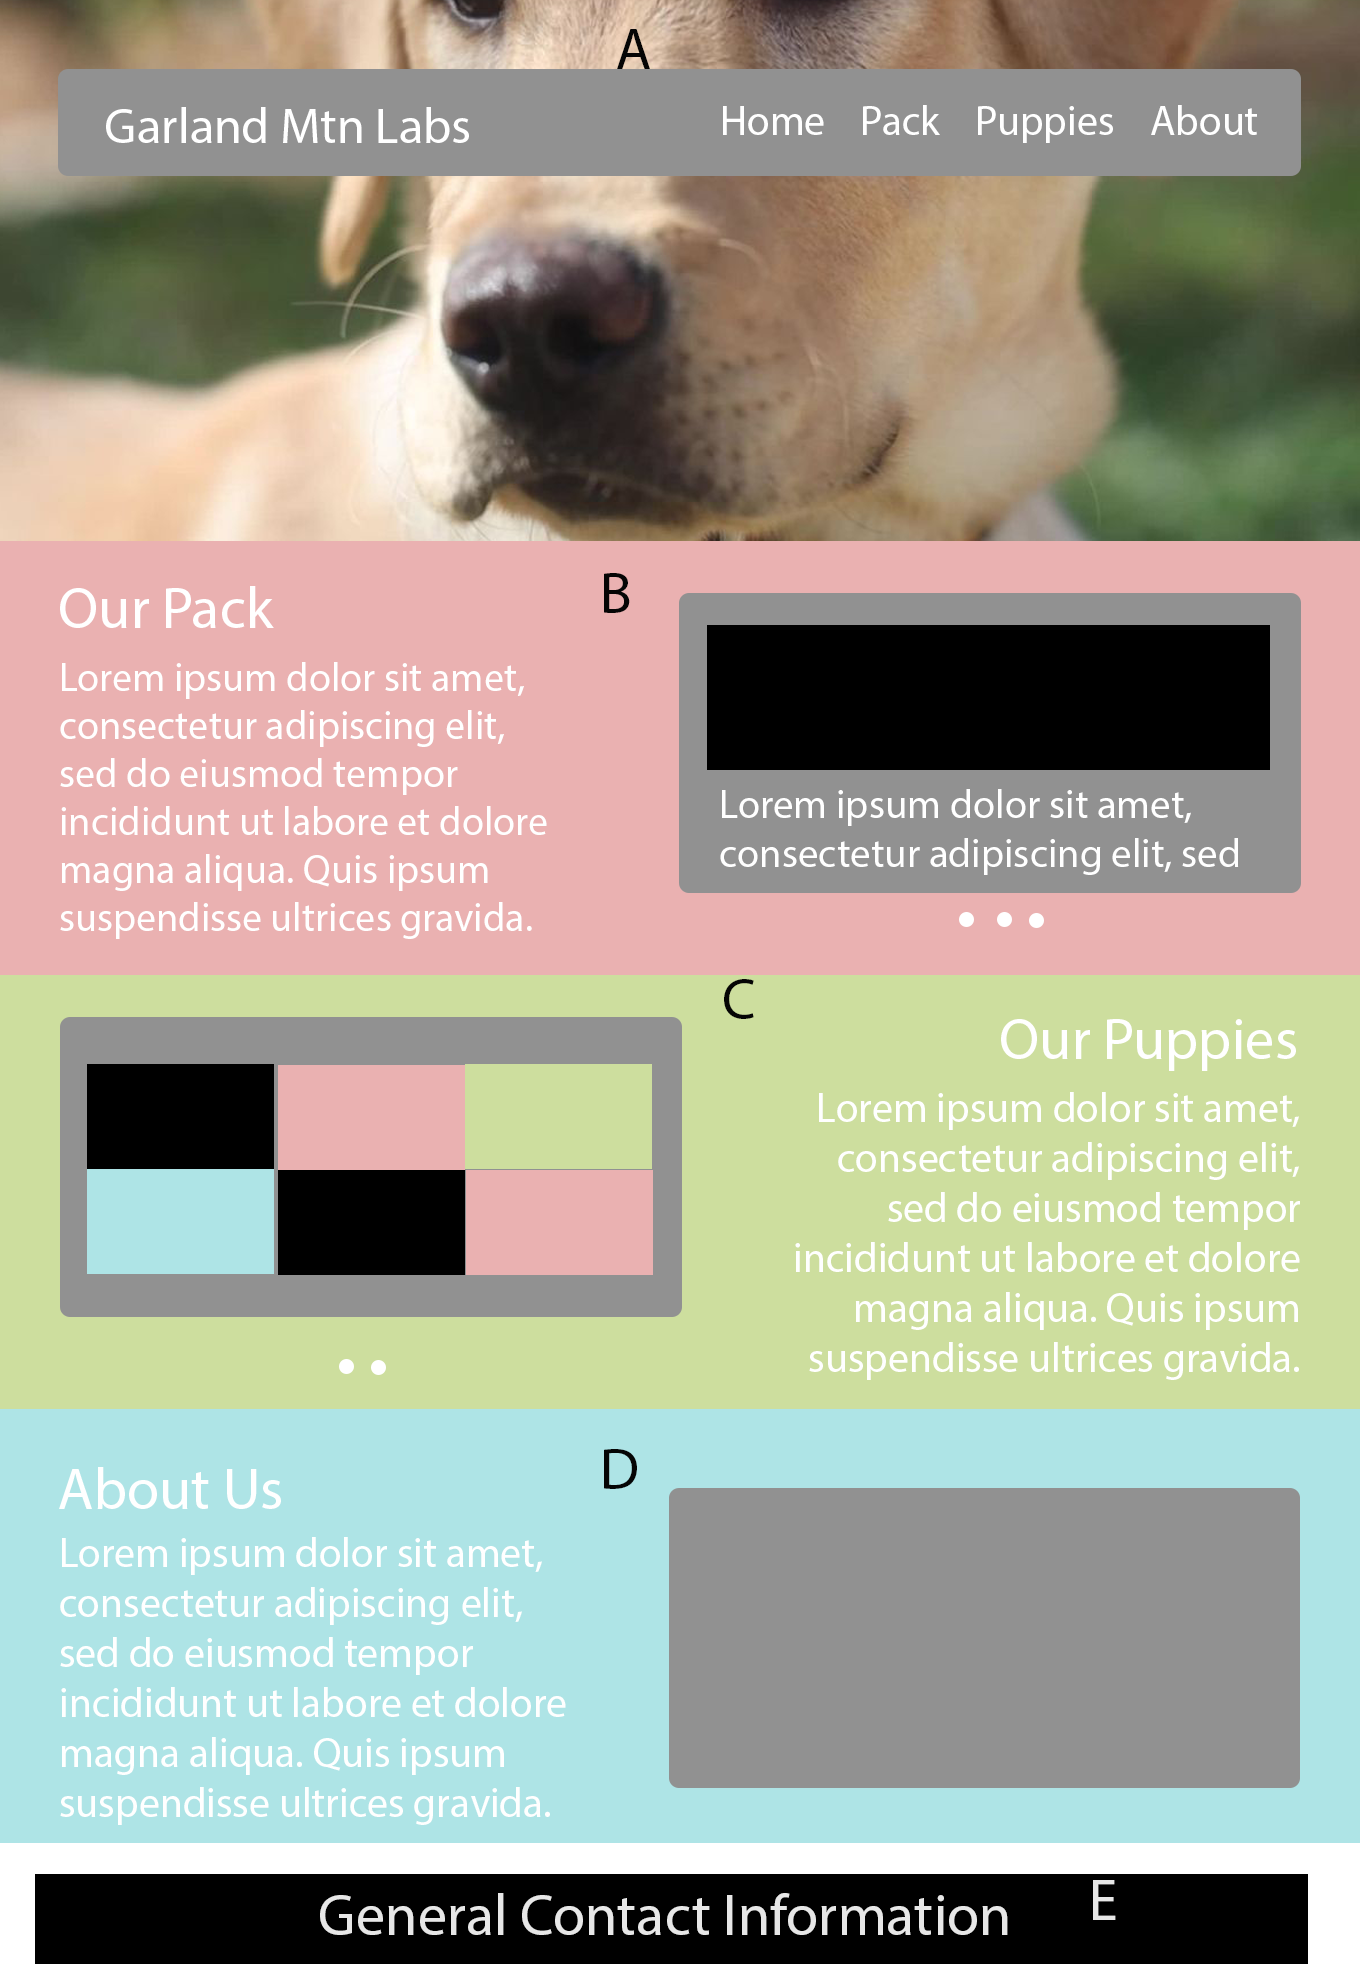 A
Garland Mtn Labs
Home Pack Puppies About
B
Our Pack
Lorem ipsum dolor sit amet,
consectetur adipiscing elit,
sed do eiusmod tempor
incididunt ut labore et dolore
magna aliqua. Quis ipsum
suspendisse ultrices gravida.
Lorem ipsum dolor sit amet,
consectetur adipiscing elit, sed
C
Our Puppies
Lorem ipsum dolor sit amet,
consectetur adipiscing elit,
sed do eiusmod tempor
incididunt ut labore et dolore
magna aliqua. Quis ipsum
suspendisse ultrices gravida.
D
About Us
Lorem ipsum dolor sit amet,
consectetur adipiscing elit,
sed do eiusmod tempor
incididunt ut labore et dolore
magna aliqua. Quis ipsum
suspendisse ultrices gravida.
E
General Contact Information